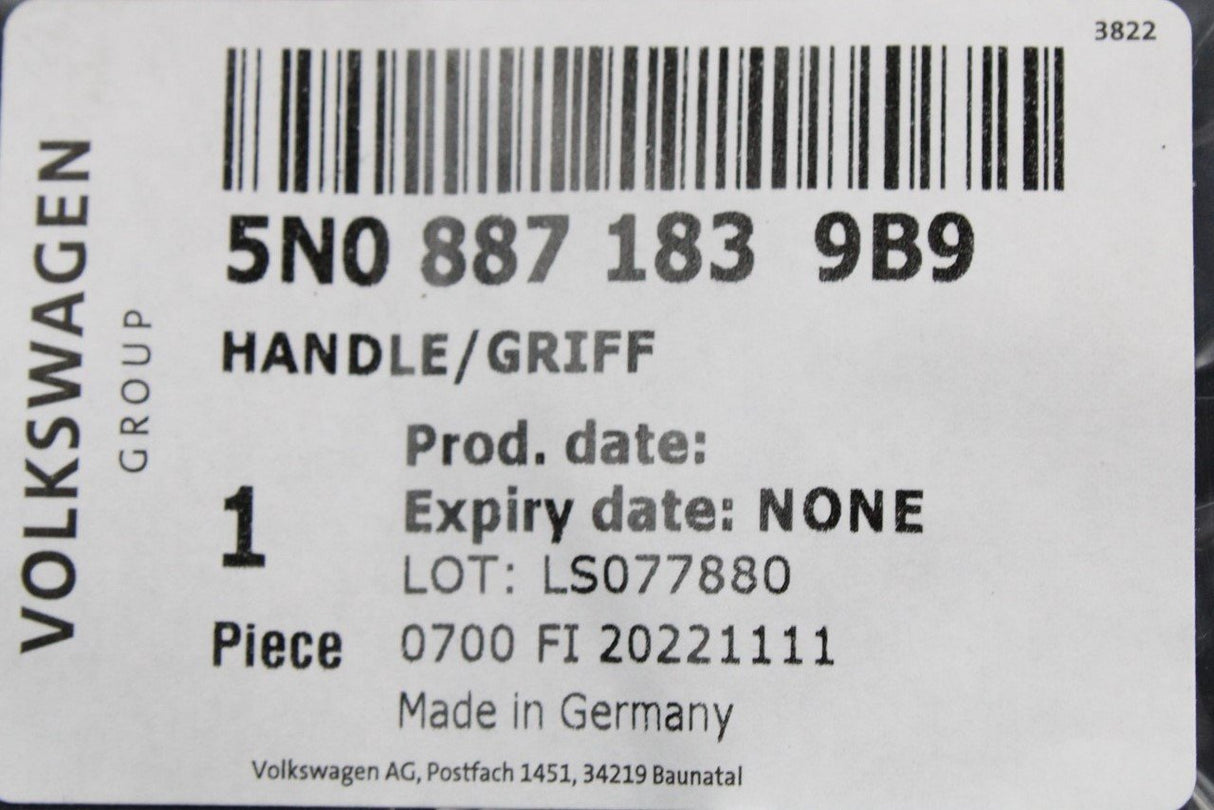 3822
VOLKSWAGEN
GROUP
5N0 887 183 9B9
HANDLE/GRIFF
Prod. date:
Expiry date: NONE
LOT: LS077880
1
Piece
0700 FI 20221111
Made in Germany
Volkswagen AG, Postfach 1451, 34219 Baunatal